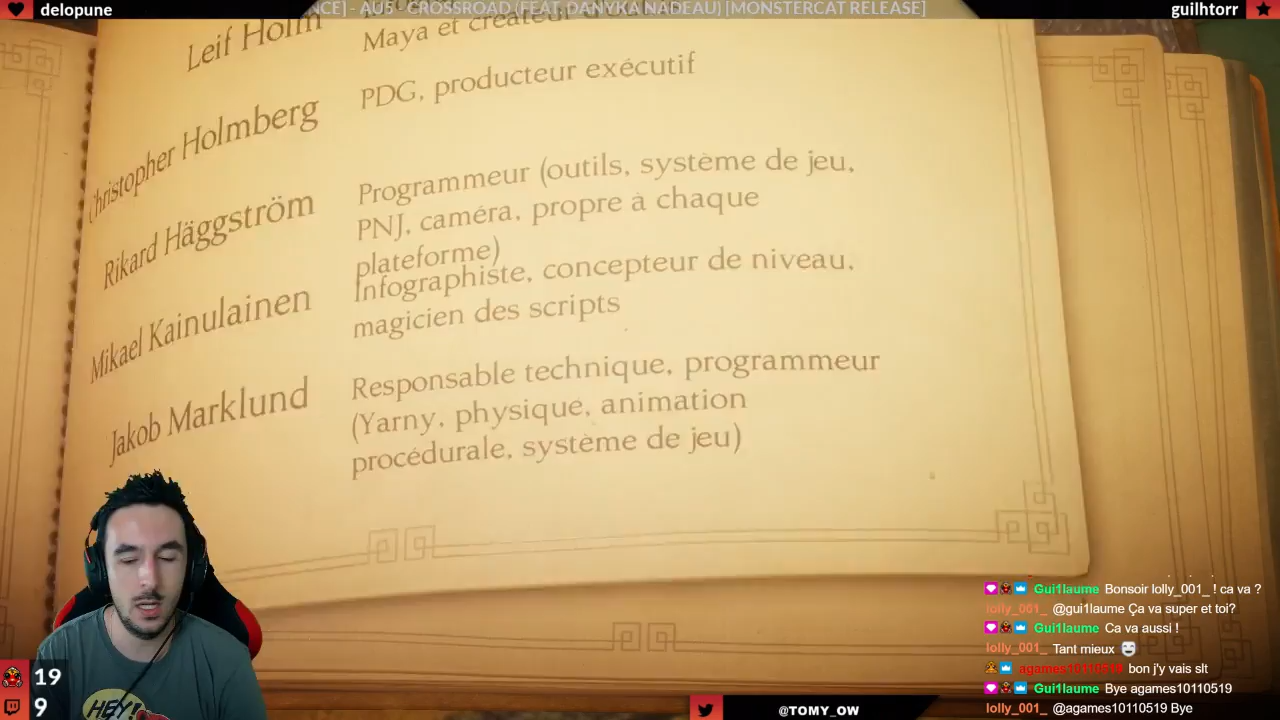 delopune
NCE] - AU5 - CROSSROAD (FEAT. DANYKA NADEAU) [MONSTERCAT RELEASE]
guilhtorr
Leif Holm
Maya et créateur
Christopher Holmberg
PDG, producteur exécutif
Rikard Häggström
Programmeur (outils, système de jeu,
PNJ, caméra, propre à chaque
plateforme)
Mikael Kainulainen
Infographiste, concepteur de niveau,
magicien des scripts
Jakob Marklund
Responsable technique, programmeur
(Yarny, physique, animation
procédurale, système de jeu)
Gui1laume Bonsoir lolly_001_ ! ca va ?
lolly_001_ @gui1laume Ça va super et toi?
Gui1laume Ca va aussi !
lolly_001_ Tant mieux
agames10110519 bon j'y vais slt
Gui1laume Bye agames10110519
lolly_001_ @agames10110519 Bye
19
9
HEY!
@TOMY_OW